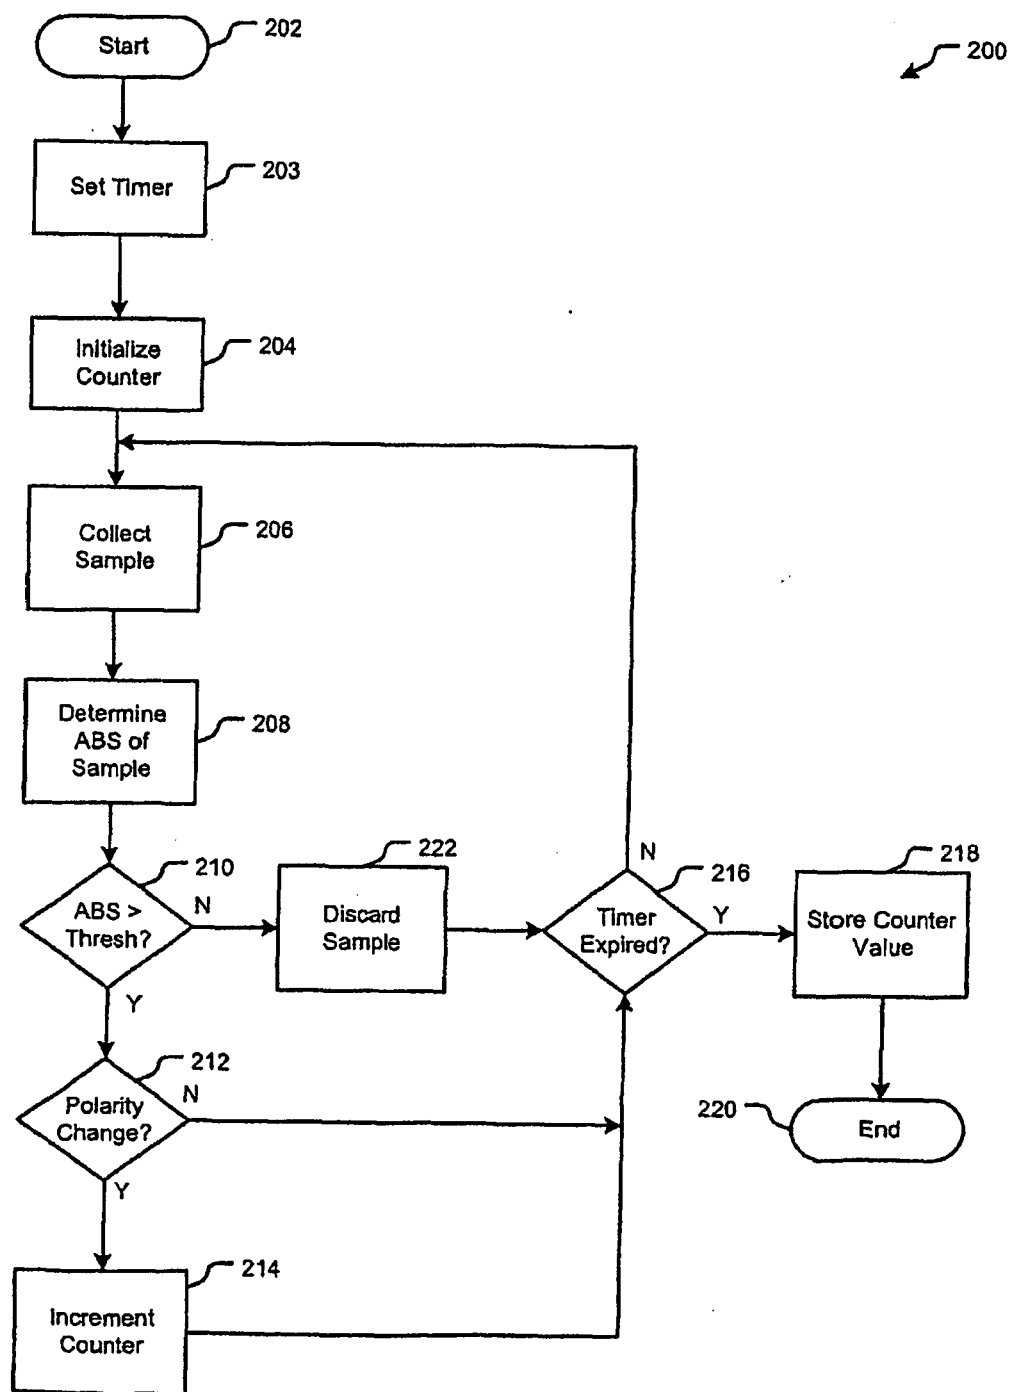 Start
202
200
Set Timer
203
Initialize
Counter
204
Collect
Sample
206
Determine
ABS of
Sample
208
ABS >
Thresh?
210
N
Y
Discard
Sample
222
Timer
Expired?
216
N
Y
Store Counter
Value
218
Polarity
Change?
212
N
Y
220
End
Increment
Counter
214